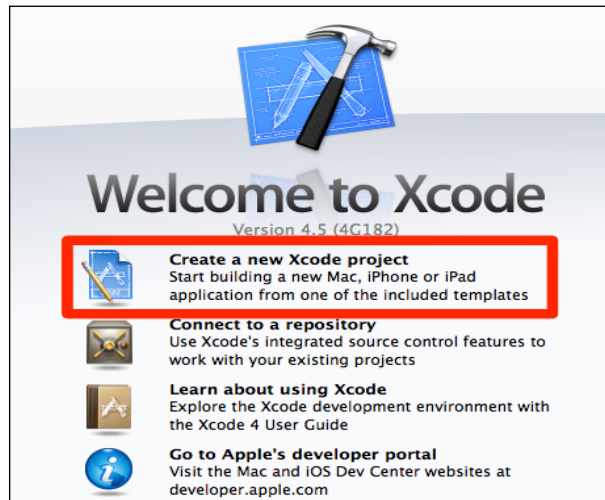 Welcome to Xcode
Version 4.5 (4G182)
Create a new Xcode project
Start building a new Mac, iPhone or iPad
application from one of the included templates
Connect to a repository
Use Xcode's integrated source control features to
work with your existing projects
Learn about using Xcode
Explore the Xcode development environment with
the Xcode 4 User Guide
Go to Apple's developer portal
Visit the Mac and iOS Dev Center websites at
developer.apple.com